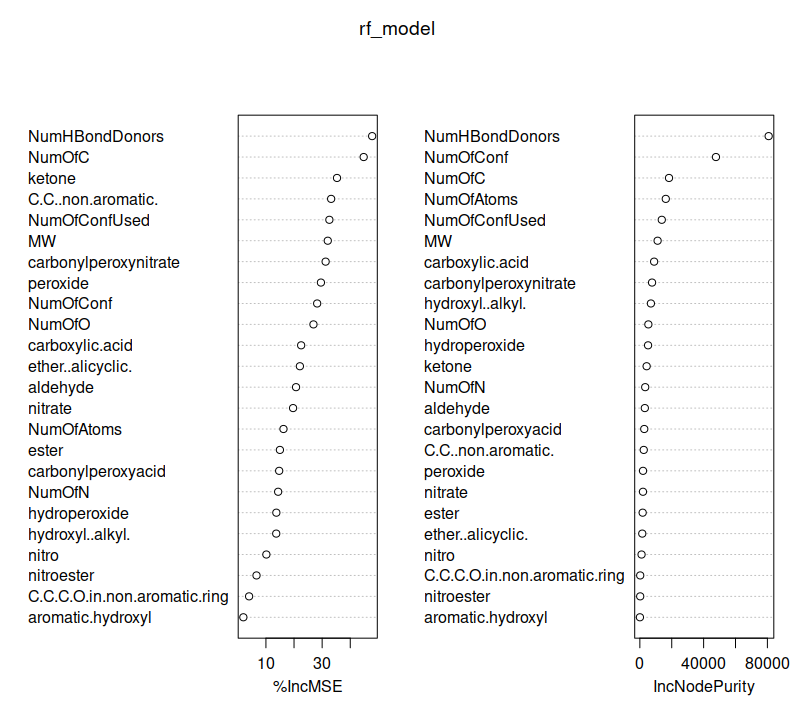 rf_model
NumHBondDonors
NumOfC
ketone
C.C..non.aromatic.
NumOfConfUsed
MW
carbonylperoxynitrate
peroxide
NumOfConf
NumOfO
carboxylic.acid
ether..alicyclic.
aldehyde
nitrate
NumOfAtoms
ester
carbonylperoxyacid
NumOfN
hydroperoxide
hydroxyl..alkyl.
nitro
nitroester
C.C.C.O.in.non.aromatic.ring
aromatic.hydroxyl
10 30
%IncMSE
NumHBondDonors
NumOfConf
NumOfC
NumOfAtoms
NumOfConfUsed
MW
carboxylic.acid
carbonylperoxynitrate
hydroxyl..alkyl.
NumOfO
hydroperoxide
ketone
NumOfN
aldehyde
carbonylperoxyacid
C.C..non.aromatic.
peroxide
nitrate
ester
ether..alicyclic.
nitro
C.C.C.O.in.non.aromatic.ring
nitroester
aromatic.hydroxyl
0 40000 80000
IncNodePurity